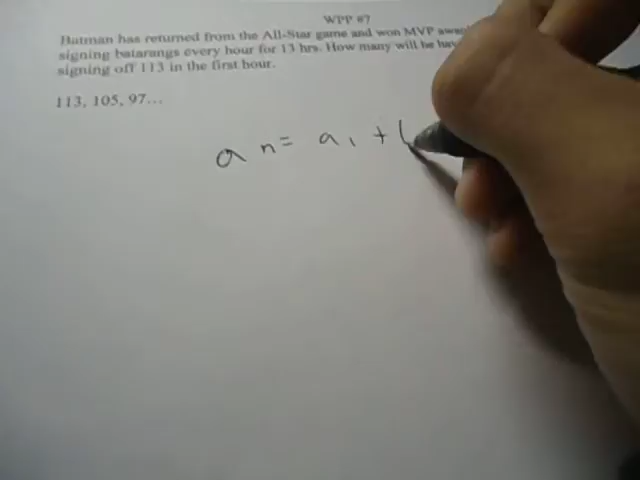 WPP #7
Batman has returned from the All-Star game and won MVP
signing batarangs every hour for 13 hrs. How many will he
signing off 113 in the first hour.
113, 105, 97...
a n = a 1 + (